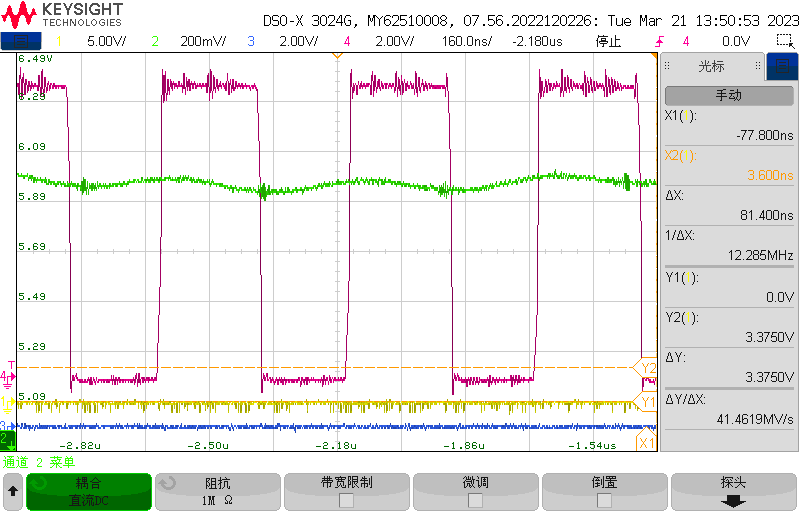 KEYSIGHT
TECHNOLOGIES
DSO-X 3024G, MY62510008, 07.56.2022120226: Tue Mar 21 13:50:53 2023
1 5.00V/ 2 200mV/ 3 2.00V/ 4 2.00V/ 160.0ns/ -2.180us 停止 4 0.0V
6.49V
6.29
6.09
5.89
5.69
5.49
5.29
5.09
-2.82u -2.50u -2.18u -1.86u -1.54u
4
1
3
2
T
Y2
Y1
X1
光标
手动
X1(1):
-77.800ns
X2(1):
3.600ns
ΔX:
81.400ns
1/ΔX:
12.285MHz
Y1(1):
0.0V
Y2(1):
3.3750V
ΔY:
3.3750V
ΔY/ΔX:
41.4619MV/s
通道 2 菜单
耦合 阻抗 带宽限制 微调 倒置 探头
直流DC 1M Ω